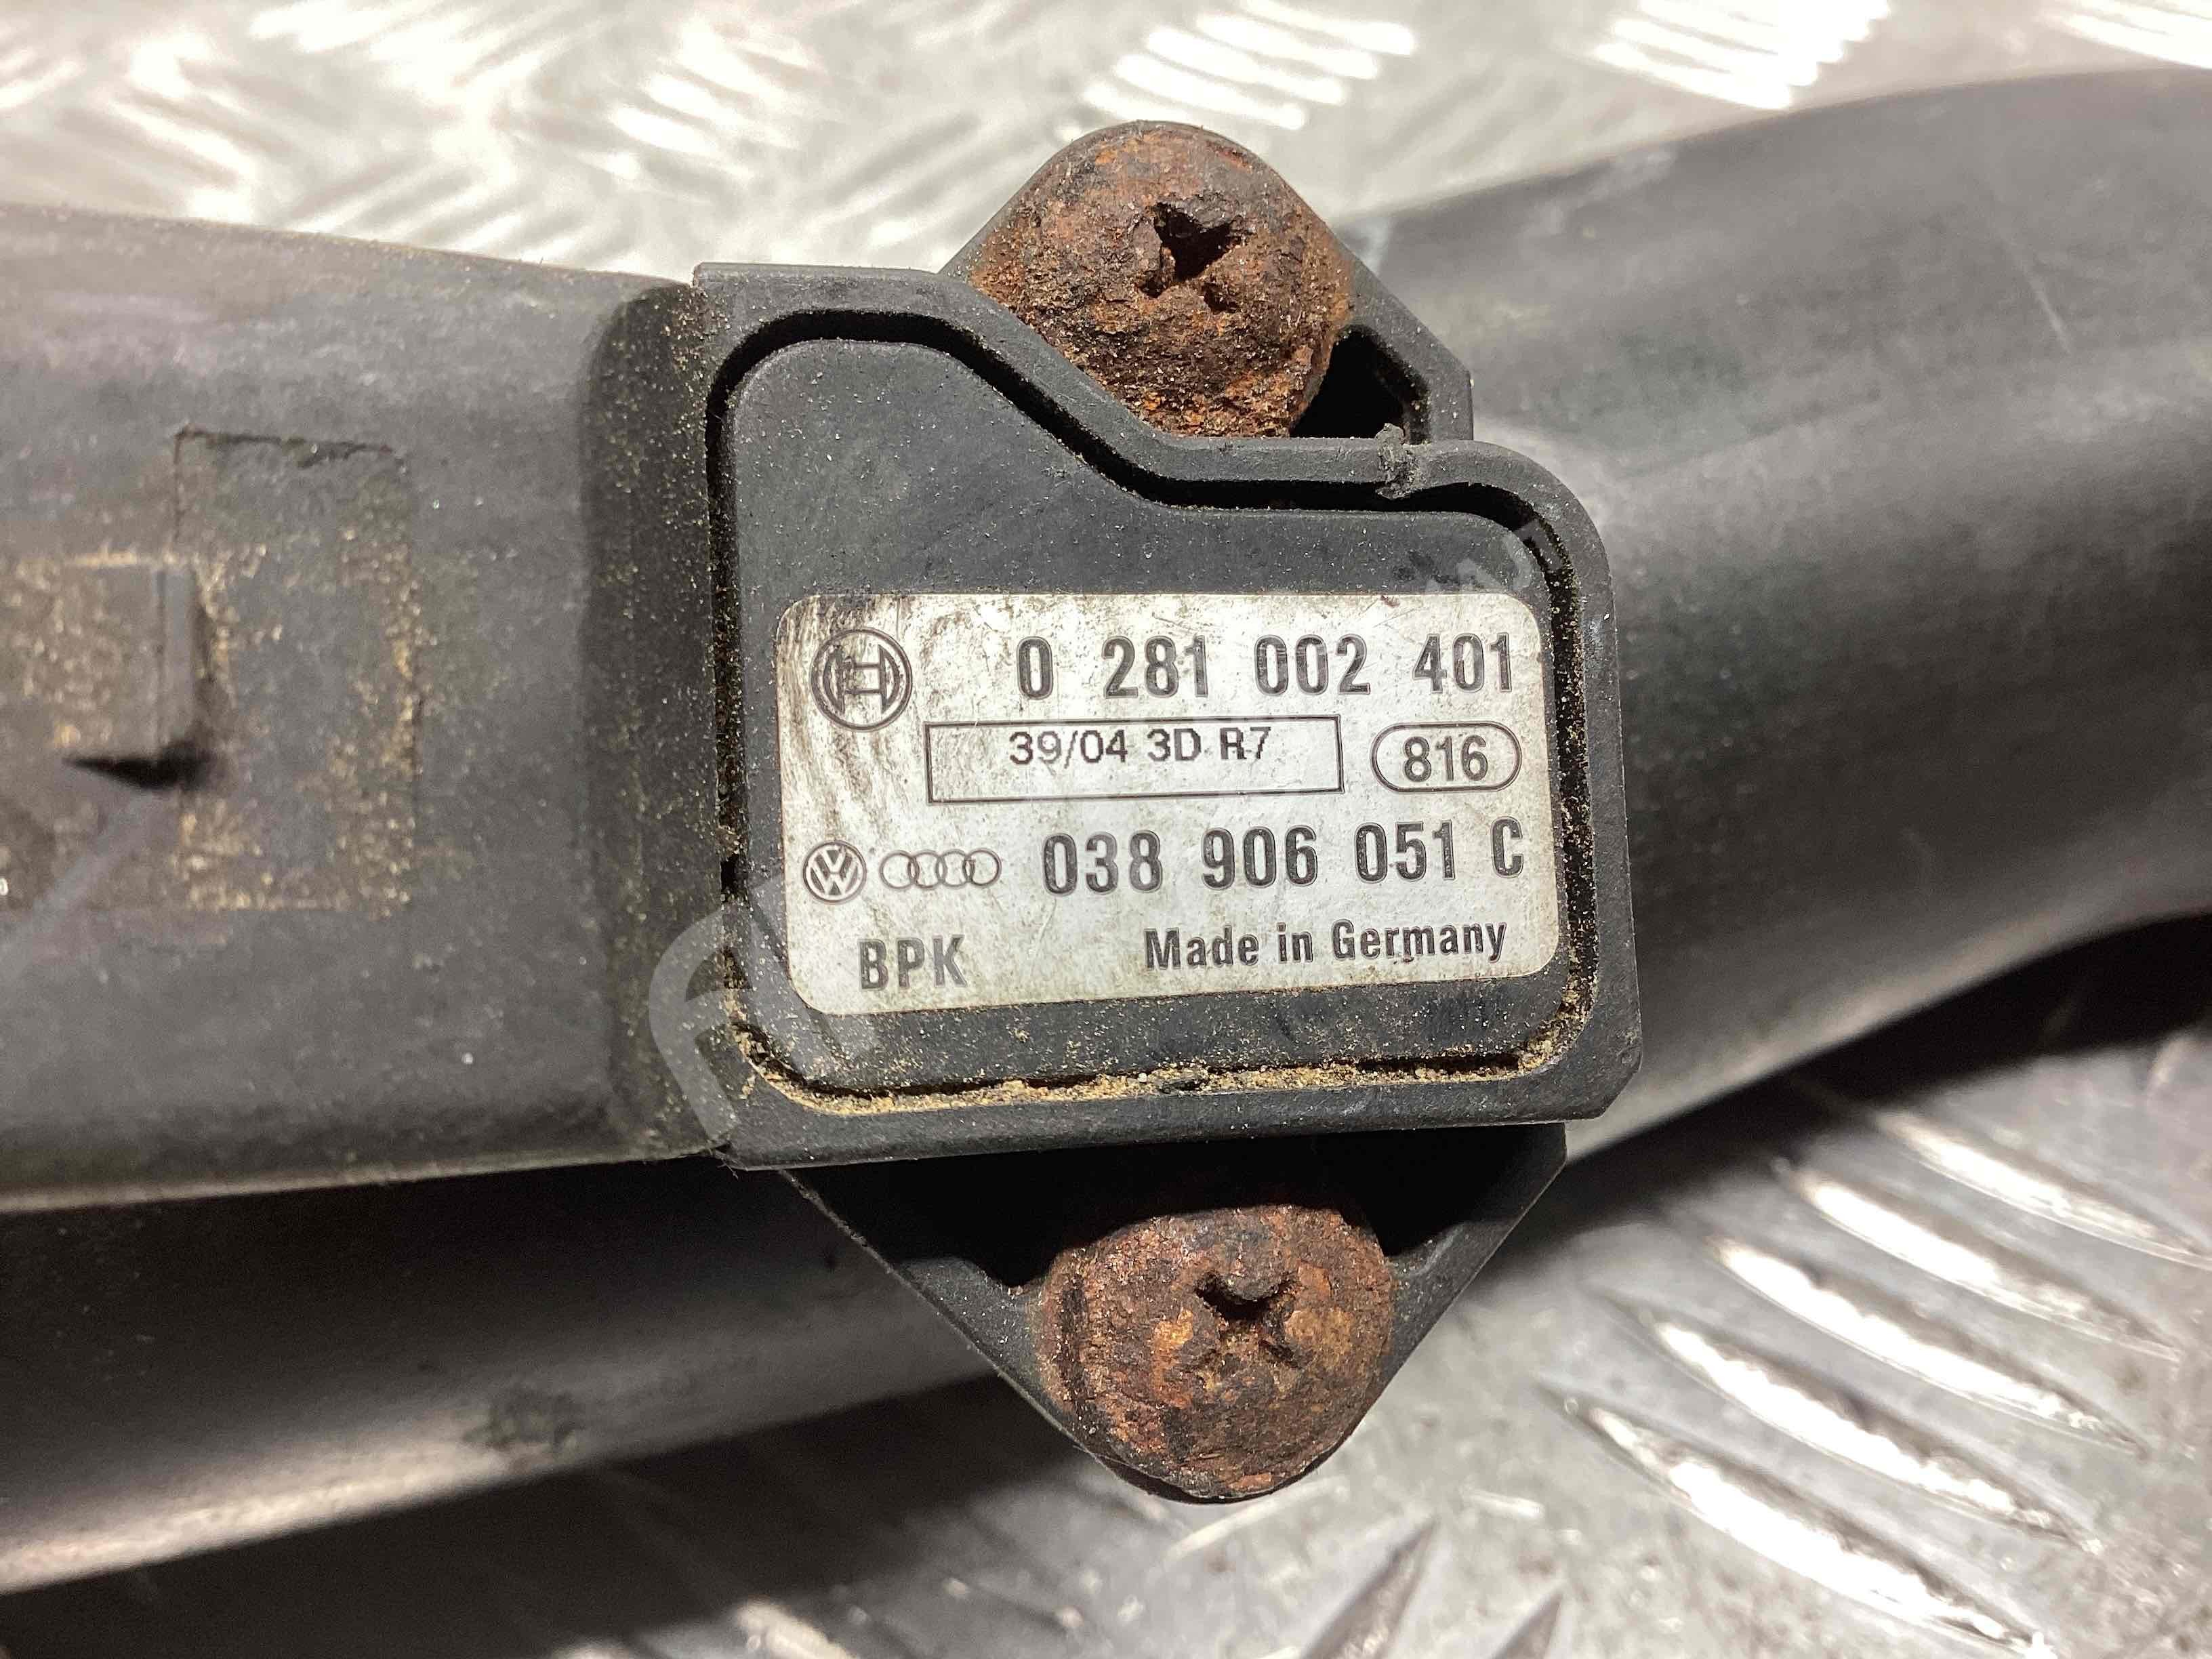 0 281 002 401
39/04 3D R7
816
038 906 051 C
BPK Made in Germany